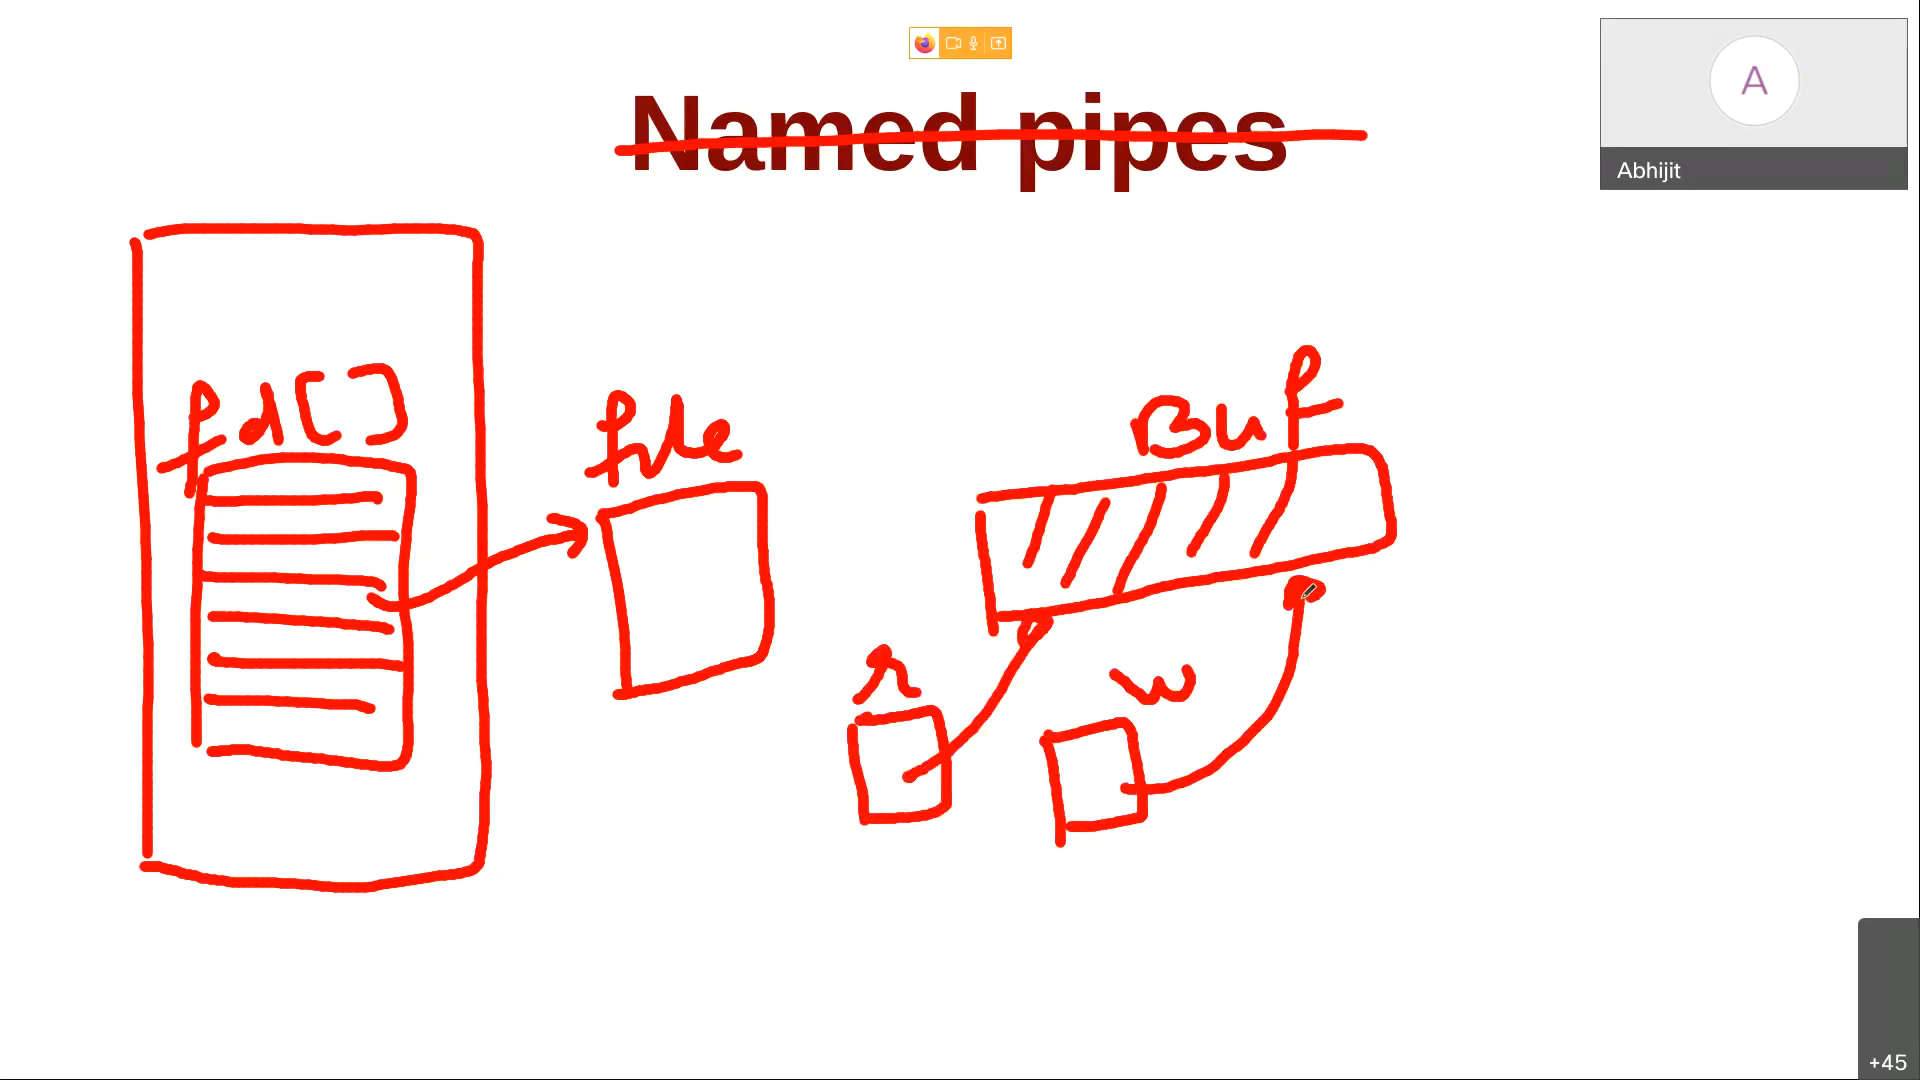 Named pipes
A
Abhijit
fd[]
file
Buf
r
w
+45